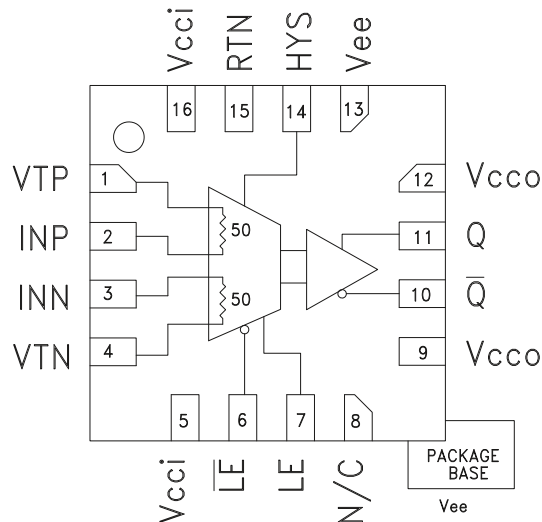 Vcci
RTN
HYS
Vee
16
15
14
13
VTP
1
12
Vcco
INP
2
50
11
Q
INN
3
50
10
Q̅
VTN
4
9
Vcco
5
6
7
8
Vcci
L̅E̅
LE
N/C
PACKAGE
BASE
Vee